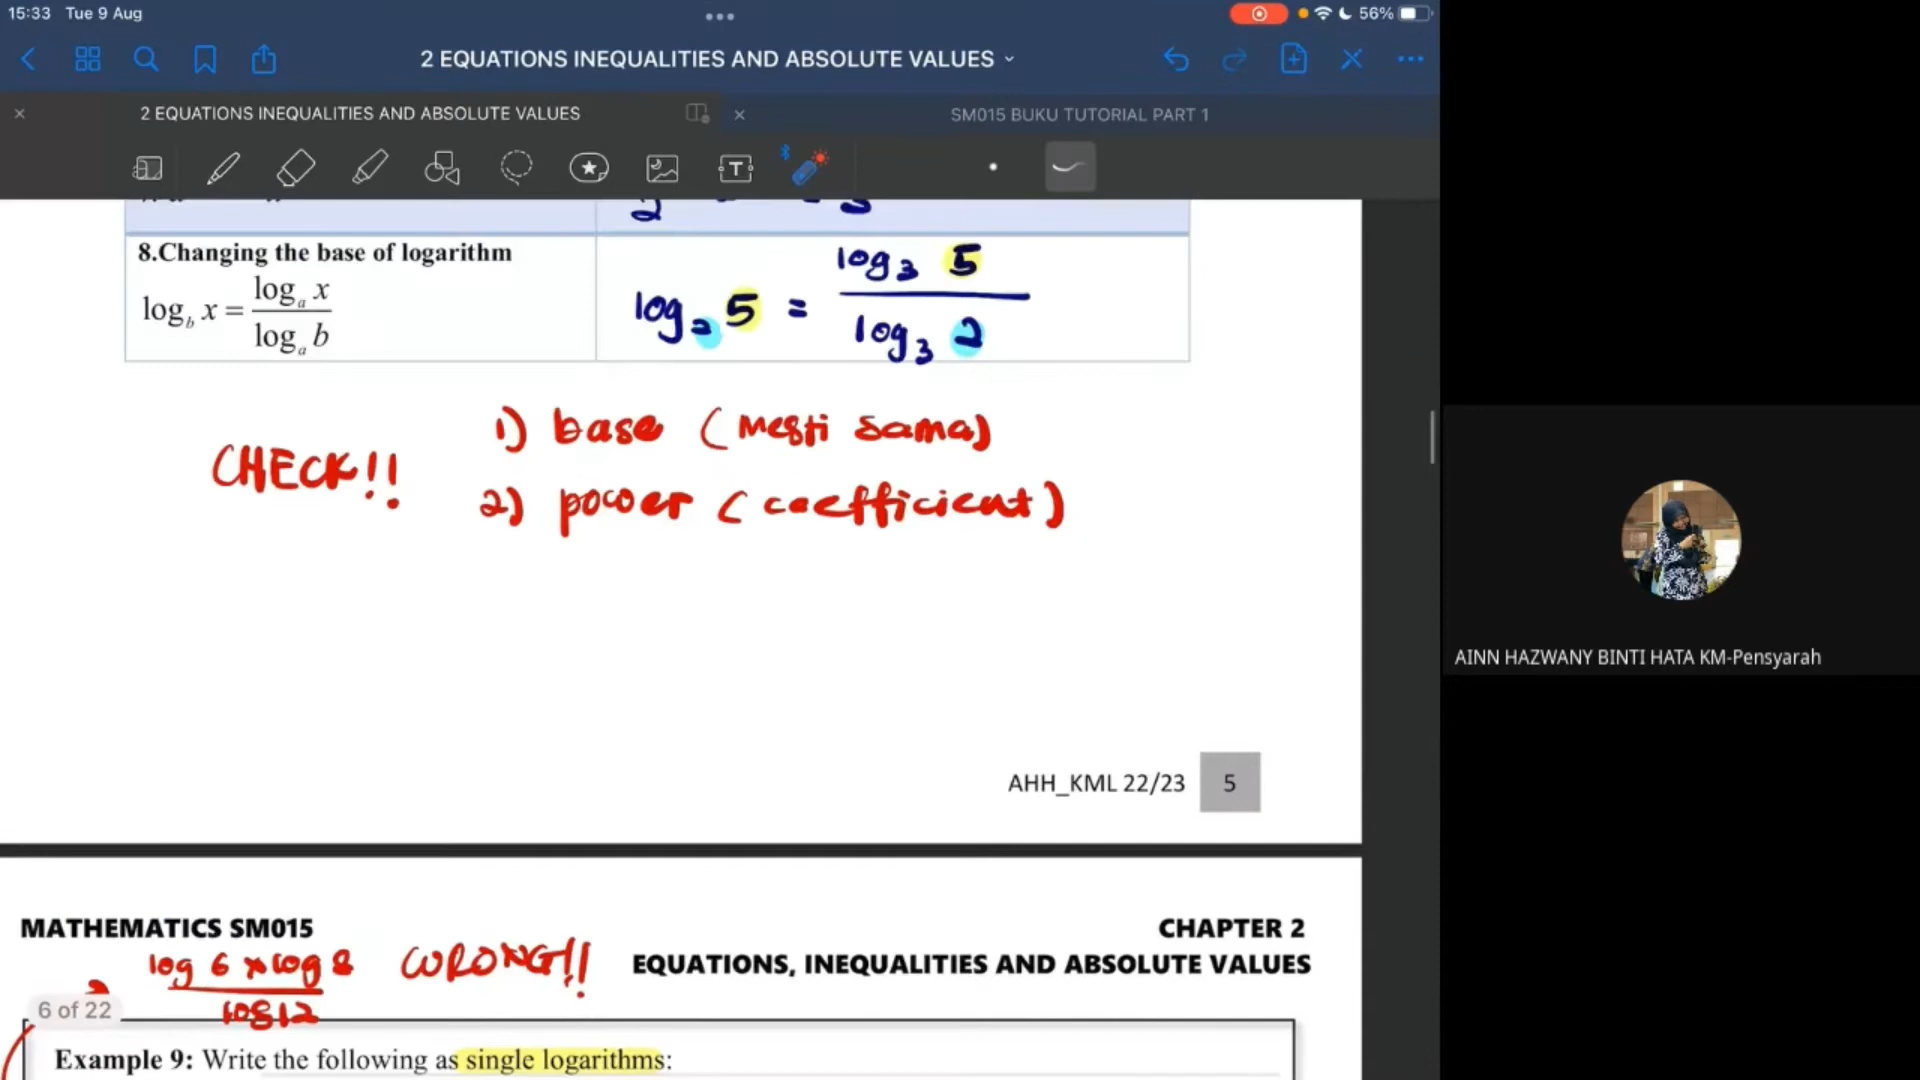 15:33 Tue 9 Aug
56%
2 EQUATIONS INEQUALITIES AND ABSOLUTE VALUES
2 EQUATIONS INEQUALITIES AND ABSOLUTE VALUES
SM015 BUKU TUTORIAL PART 1
8.Changing the base of logarithm
log_b x = log_a x / log_a b
log_2 5 = log_3 5 / log_3 2
CHECK!!
1) base (mesti sama)
2) power (coefficient)
AHH_KML 22/23 5
AINN HAZWANY BINTI HATA KM-Pensyarah
MATHEMATICS SM015
CHAPTER 2
EQUATIONS, INEQUALITIES AND ABSOLUTE VALUES
log 6 x log 8 / log 12 WRONG!!
6 of 22
Example 9: Write the following as single logarithms: